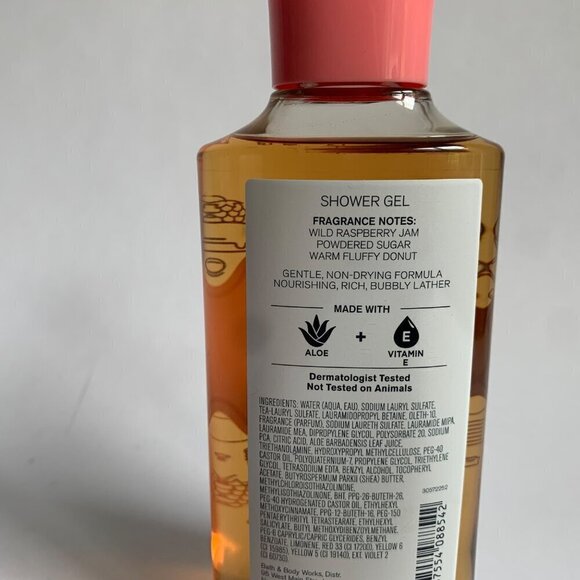 SHOWER GEL
FRAGRANCE NOTES:
WILD RASPBERRY JAM
POWDERED SUGAR
WARM FLUFFY DONUT
GENTLE, NON-DRYING FORMULA
NOURISHING, RICH, BUBBLY LATHER
MADE WITH
ALOE
+
VITAMIN
E
Dermatologist Tested
Not Tested on Animals
INGREDIENTS: WATER (AQUA, EAU), SODIUM LAURYL SULFATE,
TEA-LAURYL SULFATE, LAURAMIDOPROPYL BETAINE, OLETH-10,
FRAGRANCE (PARFUM), SODIUM LAURETH SULFATE, LAURAMIDE MIPA,
LAURAMIDE MEA, DIPROPYLENE GLYCOL, POLYSORBATE 20, SODIUM
PCA, CITRIC ACID, ALOE BARBADENSIS LEAF JUICE,
TRIETHANOLAMINE, HYDROXYPROPYL METHYLCELLULOSE, PEG-40
CASTOR OIL, POLYQUATERNIUM-7, PROPYLENE GLYCOL, TRIETHYLENE
GLYCOL, TETRASODIUM EDTA, BENZYL ALCOHOL, TOCOPHERYL
ACETATE, BUTYROSPERMUM PARKII (SHEA) BUTTER,
METHYLCHLOROISOTHIAZOLINONE,
METHYLISOTHIAZOLINONE, BHT, PPG-26-BUTETH-26,
PEG-40 HYDROGENATED CASTOR OIL, ETHYLHEXYL
METHOXYCINNAMATE, PPG-12-BUTETH-16, PEG-150
PENTAERYTHRITYL TETRASTEARATE, ETHYLHEXYL
SALICYLATE, BUTYL METHOXYDIBENZOYLMETHANE,
PEG-6 CAPRYLIC/CAPRIC GLYCERIDES, BENZYL
BENZOATE, LIMONENE, RED 33 (CI 17200), YELLOW 6
(CI 15985), YELLOW 5 (CI 19140), EXT. VIOLET 2
(CI 60730).
Bath & Body Works, Distr.
95 West Main
30572252
7554 088542